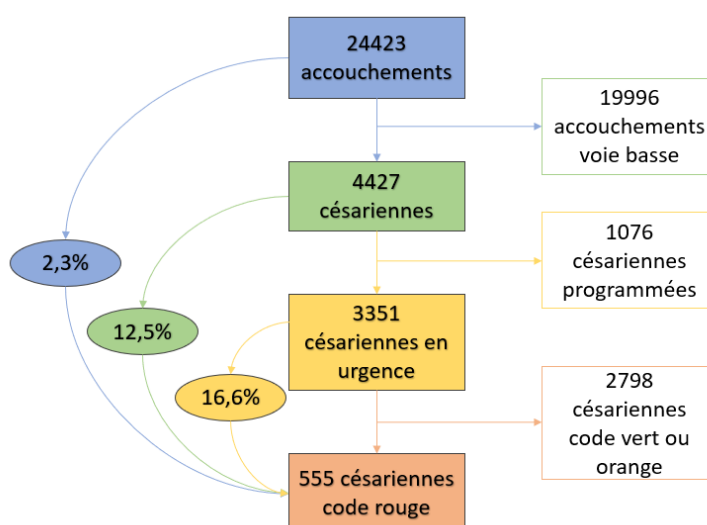 24423
accouchements
19996
accouchements
voie basse
4427
césariennes
1076
césariennes
programmées
2,3%
12,5%
3351
césariennes en
urgence
16,6%
2798
césariennes
code vert ou
orange
555 césariennes
code rouge